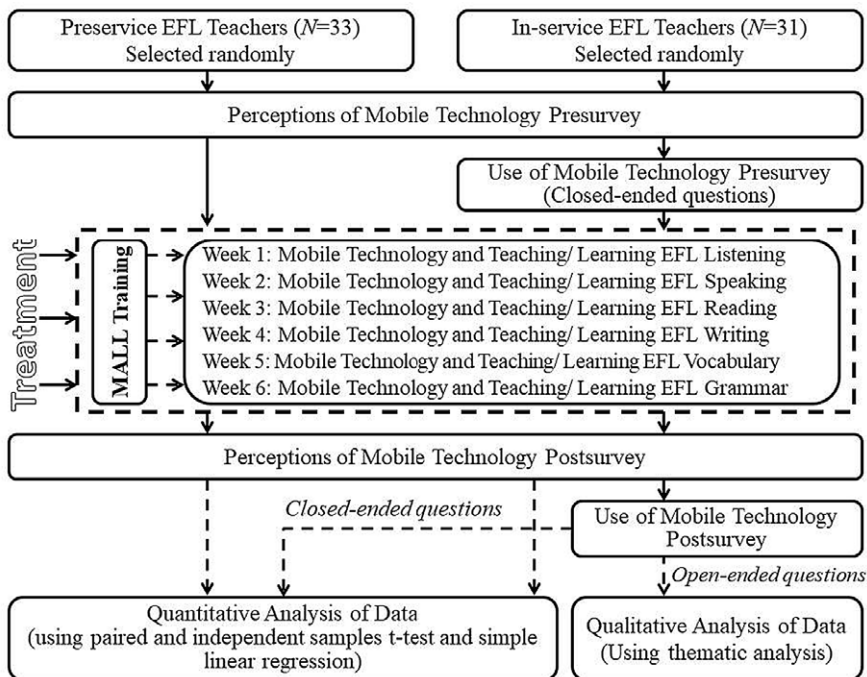 Preservice EFL Teachers (N=33)
Selected randomly
In-service EFL Teachers (N=31)
Selected randomly
Perceptions of Mobile Technology Presurvey
Use of Mobile Technology Presurvey
(Closed-ended questions)
Treatment
MALL Training
Week 1: Mobile Technology and Teaching/ Learning EFL Listening
Week 2: Mobile Technology and Teaching/ Learning EFL Speaking
Week 3: Mobile Technology and Teaching/ Learning EFL Reading
Week 4: Mobile Technology and Teaching/ Learning EFL Writing
Week 5: Mobile Technology and Teaching/ Learning EFL Vocabulary
Week 6: Mobile Technology and Teaching/ Learning EFL Grammar
Perceptions of Mobile Technology Postsurvey
Closed-ended questions
Use of Mobile Technology
Postsurvey
Open-ended questions
Quantitative Analysis of Data
(using paired and independent samples t-test and simple
linear regression)
Qualitative Analysis of Data
(Using thematic analysis)